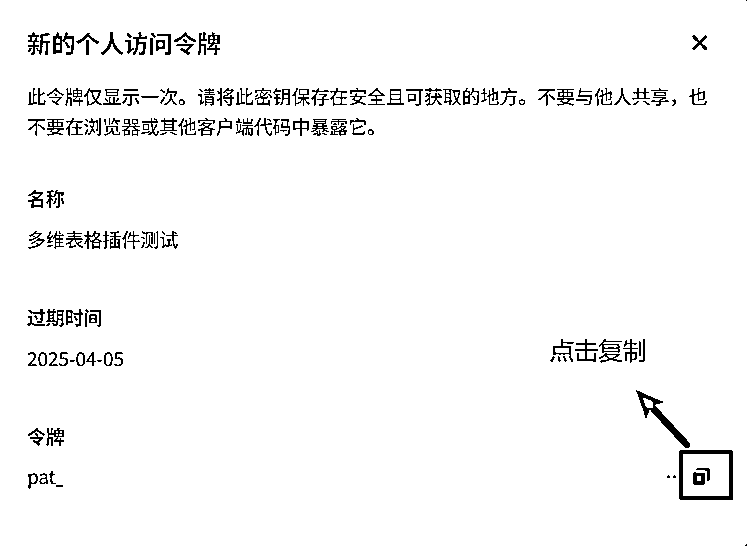 新的个人访问令牌
此令牌仅显示一次。请将此密钥保存在安全且可获取的地方。不要与他人共享，也
不要在浏览器或其他客户端代码中暴露它。
名称
多维表格插件测试
过期时间
2025-04-05
点击复制
令牌
pat_